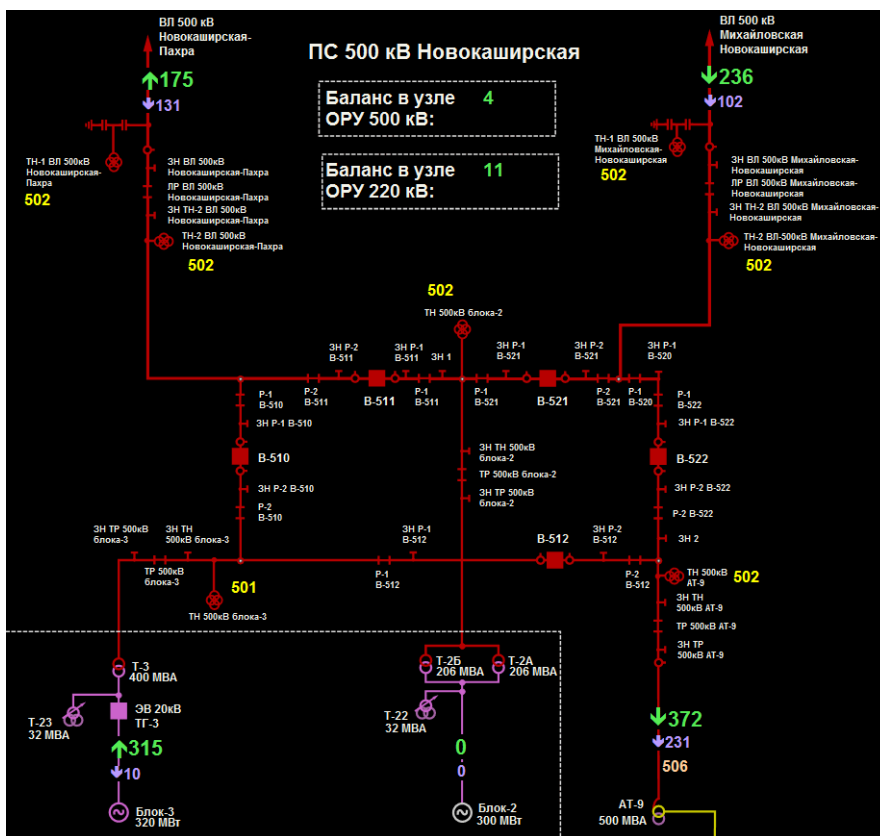 ВЛ 500 кВ
Новокаширская-
Пахра
ВЛ 500 кВ
Михайловская
Новокаширская
ПС 500 кВ Новокаширская
175
131
236
102
Баланс в узле 4
ОРУ 500 кВ:
Баланс в узле 11
ОРУ 220 кВ:
ТН-1 ВЛ 500кВ
Новокаширская-
Пахра
502
ЗН ВЛ 500кВ
Новокаширская-Пахра
ЛР ВЛ 500кВ
Новокаширская-Пахра
ЗН ТН-2 ВЛ 500кВ
Новокаширская-Пахра
ТН-2 ВЛ 500кВ
Новокаширская-Пахра
502
ТН-1 ВЛ 500кВ
Михайловская-
Новокаширская
502
ЗН ВЛ 500кВ Михайловская-
Новокаширская
ЛР ВЛ 500кВ Михайловская-
Новокаширская
ЗН ТН-2 ВЛ 500кВ Михайловская-
Новокаширская
ТН-2 ВЛ-500кВ Михайловская-
Новокаширская
502
502
ТН 500кВ блока-2
ЗН Р-2
В-511
ЗН Р-1
В-511
ЗН 1
ЗН Р-1
В-521
ЗН Р-2
В-521
ЗН Р-1
В-520
Р-2
В-511
В-511
Р-1
В-511
Р-1
В-521
В-521
Р-2
В-521
Р-1
В-520
Р-1
В-510
ЗН Р-1 В-510
В-510
ЗН Р-2 В-510
Р-2
В-510
ЗН ТН 500кВ
блока-2
ТР 500кВ блока-2
ЗН ТР 500кВ
блока-2
Р-1
В-522
ЗН Р-1 В-522
В-522
ЗН Р-2 В-522
Р-2 В-522
ЗН 2
ЗН ТР 500кВ
блока-3
ЗН ТН
500кВ блока-3
ЗН Р-1
В-512
В-512
ЗН Р-2
В-512
ТР 500кВ
блока-3
501
ТН 500кВ блока-3
Р-1
В-512
Р-2
В-512
ТН 500кВ
АТ-9
502
ЗН ТН
500кВ АТ-9
ТР 500кВ АТ-9
ЗН ТР
500кВ АТ-9
Т-3
400 МВА
Т-2Б
206 МВА
Т-2А
206 МВА
Т-23
32 МВА
ЭВ 20кВ
ТГ-3
Т-22
32 МВА
315
10
0
0
372
231
506
Блок-3
320 МВт
Блок-2
300 МВт
АТ-9
500 МВА